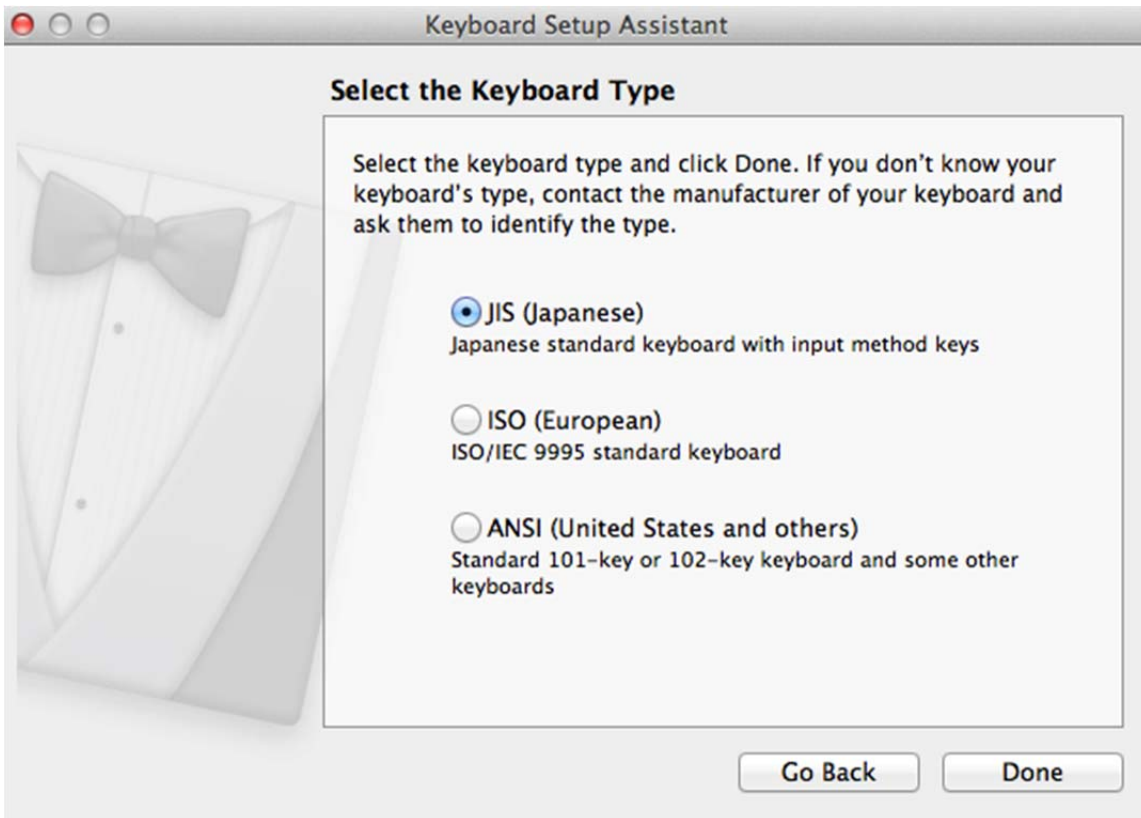 Keyboard Setup Assistant
Select the Keyboard Type
Select the keyboard type and click Done. If you don't know your
keyboard's type, contact the manufacturer of your keyboard and
ask them to identify the type.
JIS (Japanese)
Japanese standard keyboard with input method keys
ISO (European)
ISO/IEC 9995 standard keyboard
ANSI (United States and others)
Standard 101-key or 102-key keyboard and some other
keyboards
Go Back
Done